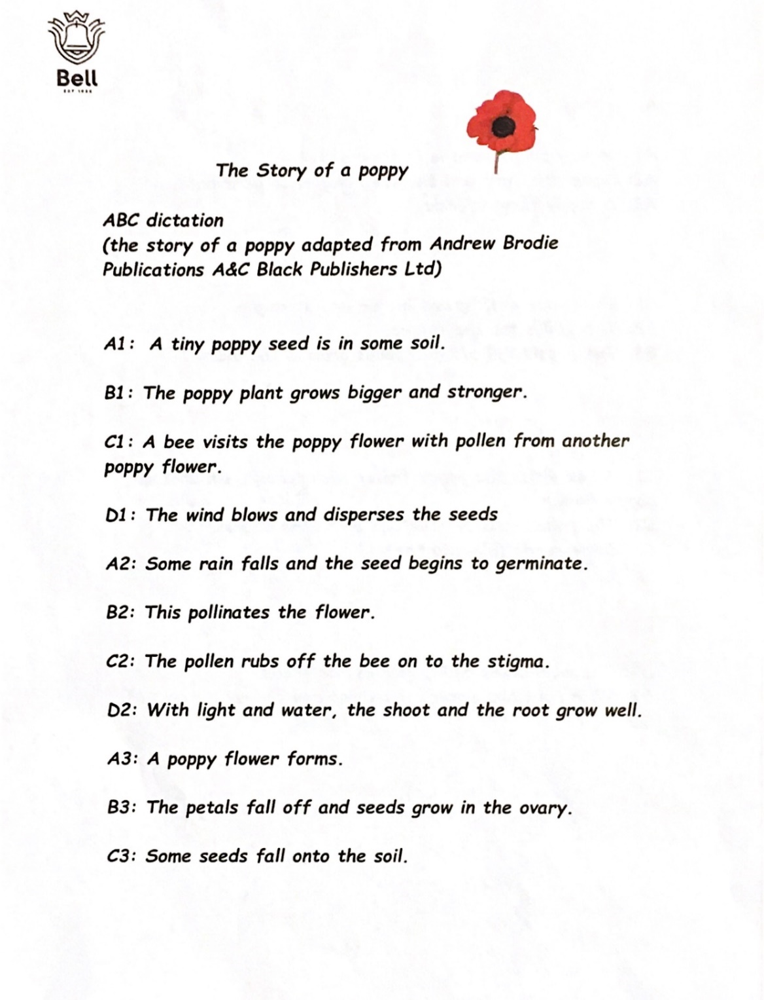 Bell
The Story of a poppy
ABC dictation
(the story of a poppy adapted from Andrew Brodie
Publications A&C Black Publishers Ltd)
A1: A tiny poppy seed is in some soil.
B1: The poppy plant grows bigger and stronger.
C1: A bee visits the poppy flower with pollen from another
poppy flower.
D1: The wind blows and disperses the seeds
A2: Some rain falls and the seed begins to germinate.
B2: This pollinates the flower.
C2: The pollen rubs off the bee on to the stigma.
D2: With light and water, the shoot and the root grow well.
A3: A poppy flower forms.
B3: The petals fall off and seeds grow in the ovary.
C3: Some seeds fall onto the soil.